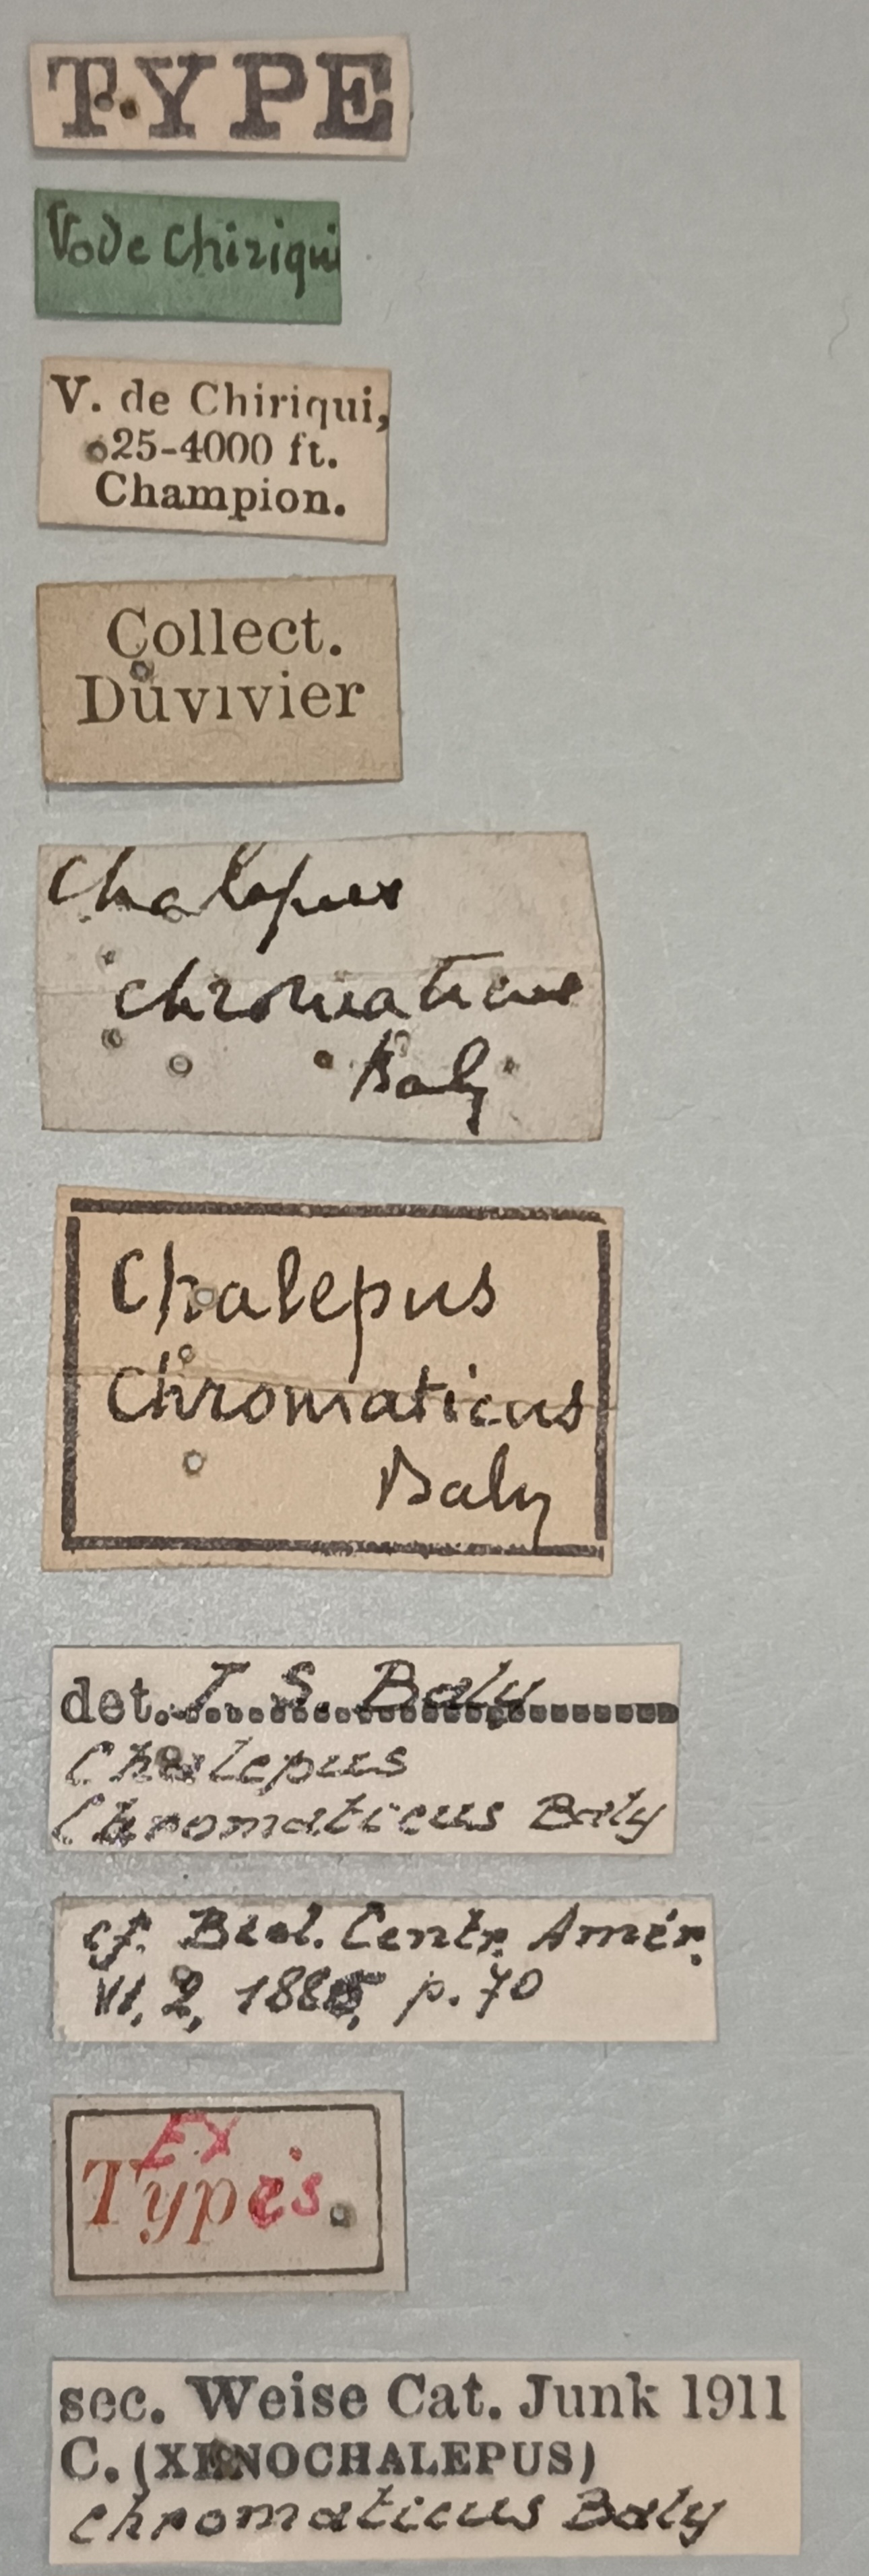 TYPE
V. de Chiriqui
V. de Chiriqui,
25-4000 ft.
Champion.
Collect.
Duvivier
Chalepus
chromaticus
Baly
Chalepus
Chromaticus
Baly
det. J. S. Baly
Chalepus
Chromaticus Baly
cf. Biol. Centr. Amér.
VI, 2, 1885, p. 70
Ex
Types.
sec. Weise Cat. Junk 1911
C. (XENOCHALEPUS)
chromaticus Baly